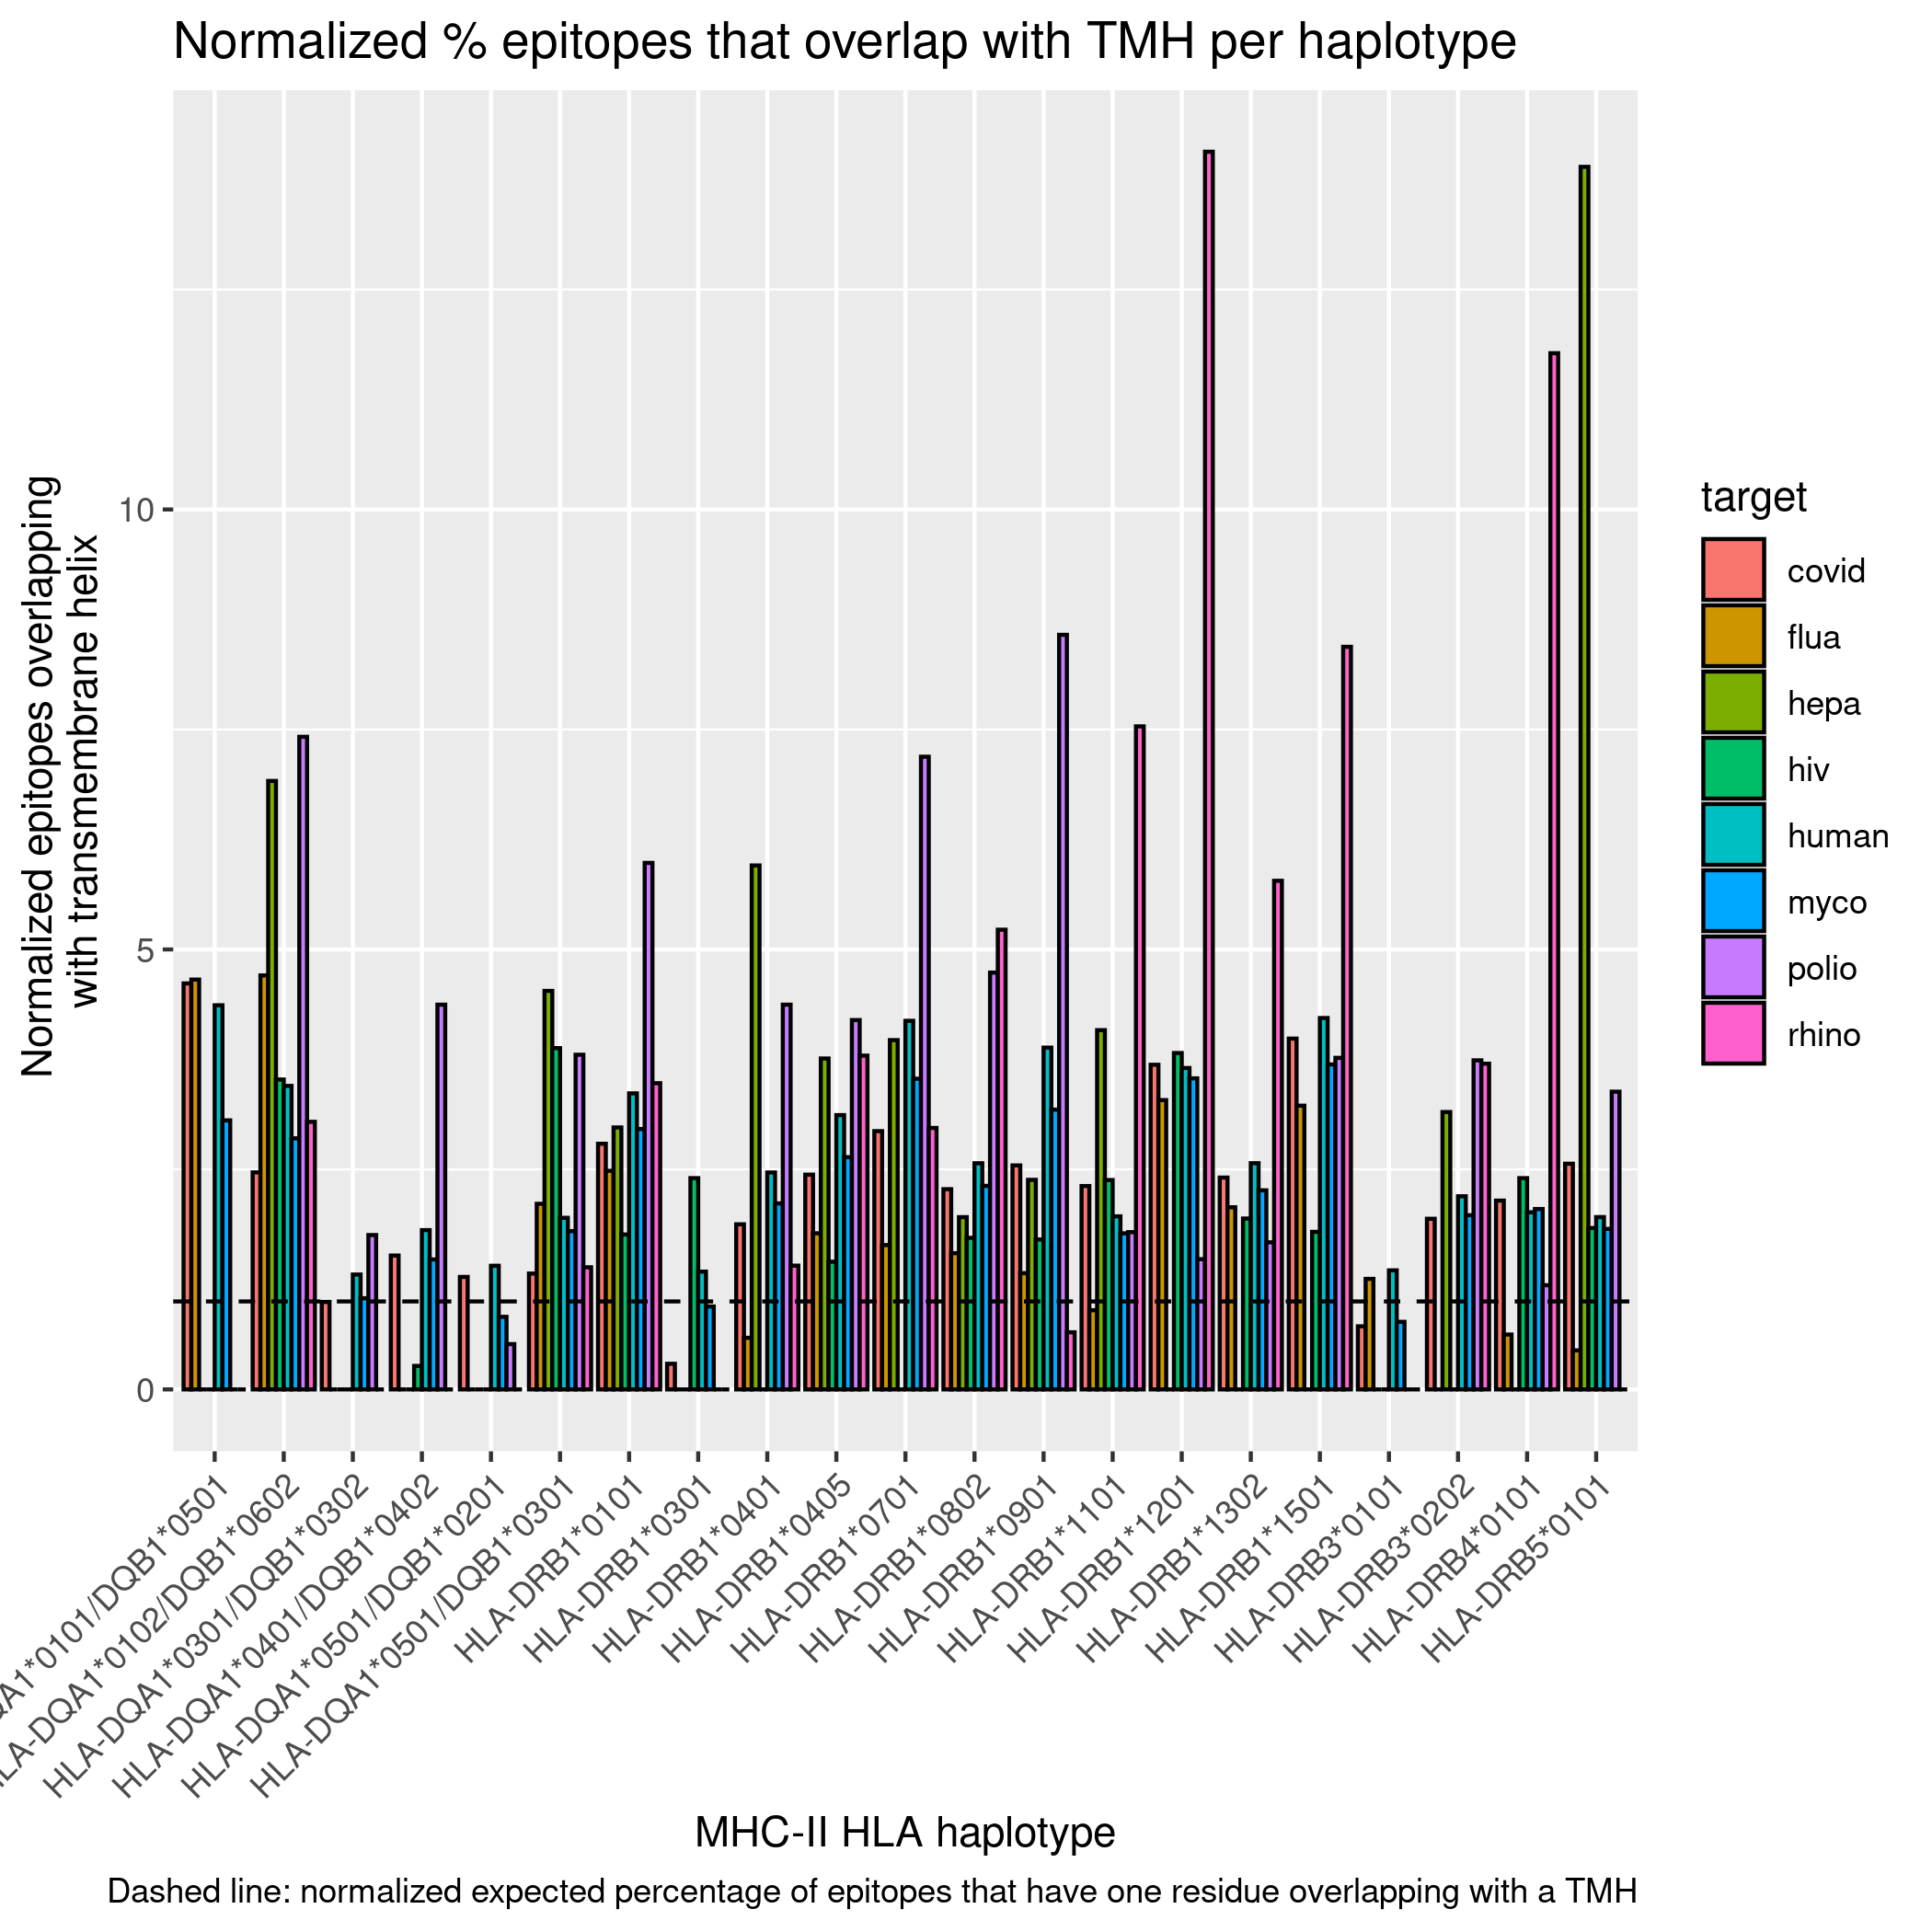 Normalized % epitopes that overlap with TMH per haplotype
Normalized epitopes overlapping
with transmembrane helix
10
5
0
QA1*0101/DQB1*0501
LA-DQA1*0102/DQB1*0602
HLA-DQA1*0301/DQB1*0302
HLA-DQA1*0401/DQB1*0402
HLA-DQA1*0501/DQB1*0201
HLA-DQA1*0501/DQB1*0301
HLA-DRB1*0101
HLA-DRB1*0301
HLA-DRB1*0401
HLA-DRB1*0405
HLA-DRB1*0701
HLA-DRB1*0802
HLA-DRB1*0901
HLA-DRB1*1101
HLA-DRB1*1201
HLA-DRB1*1302
HLA-DRB1*1501
HLA-DRB3*0101
HLA-DRB3*0202
HLA-DRB4*0101
HLA-DRB5*0101
MHC-II HLA haplotype
Dashed line: normalized expected percentage of epitopes that have one residue overlapping with a TMH
target
covid
flua
hepa
hiv
human
myco
polio
rhino